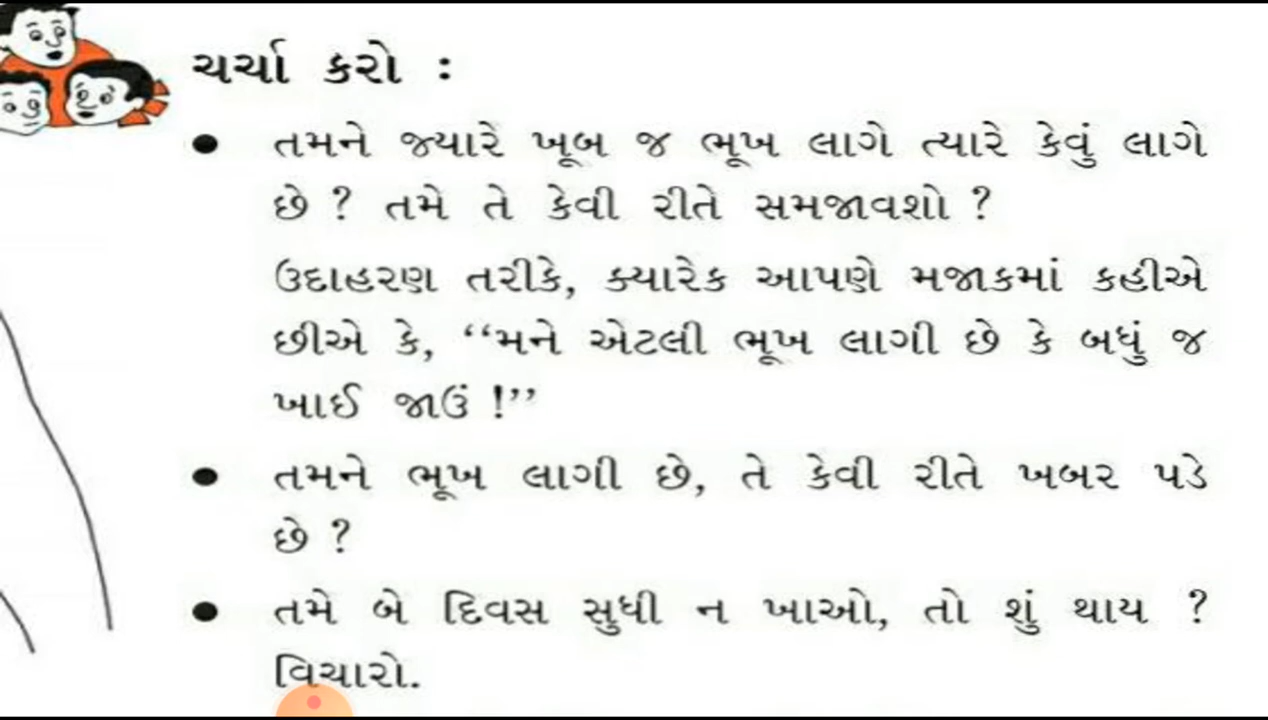 ચર્ચા કરો :
• તમને જ્યારે ખૂબ જ ભૂખ લાગે ત્યારે કેવું લાગે
છે ? તમે તે કેવી રીતે સમજાવશો ?
ઉદાહરણ તરીકે, ક્યારેક આપણે મજાકમાં કહીએ
છીએ કે, ‘‘મને એટલી ભૂખ લાગી છે કે બધું જ
ખાઈ જાઉં !’’
• તમને ભૂખ લાગી છે, તે કેવી રીતે ખબર પડે
છે ?
• તમે બે દિવસ સુધી ન ખાઓ, તો શું થાય ?
વિચારો.